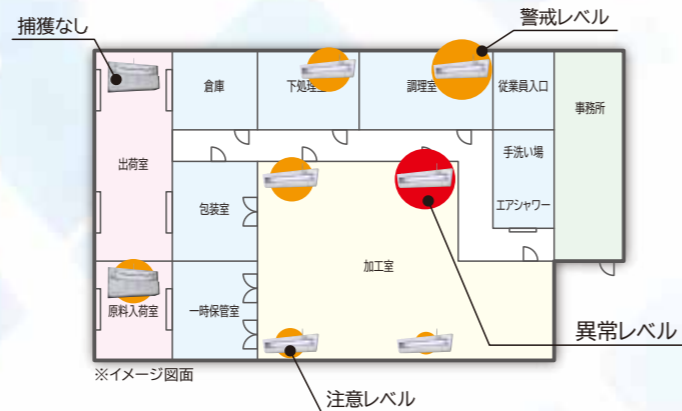 捕獲なし
警戒レベル
倉庫
下処理室
調理室
従業員入口
事務所
出荷室
手洗い場
包装室
エアシャワー
加工室
原料入荷室
一時保管室
異常レベル
※イメージ図面
注意レベル